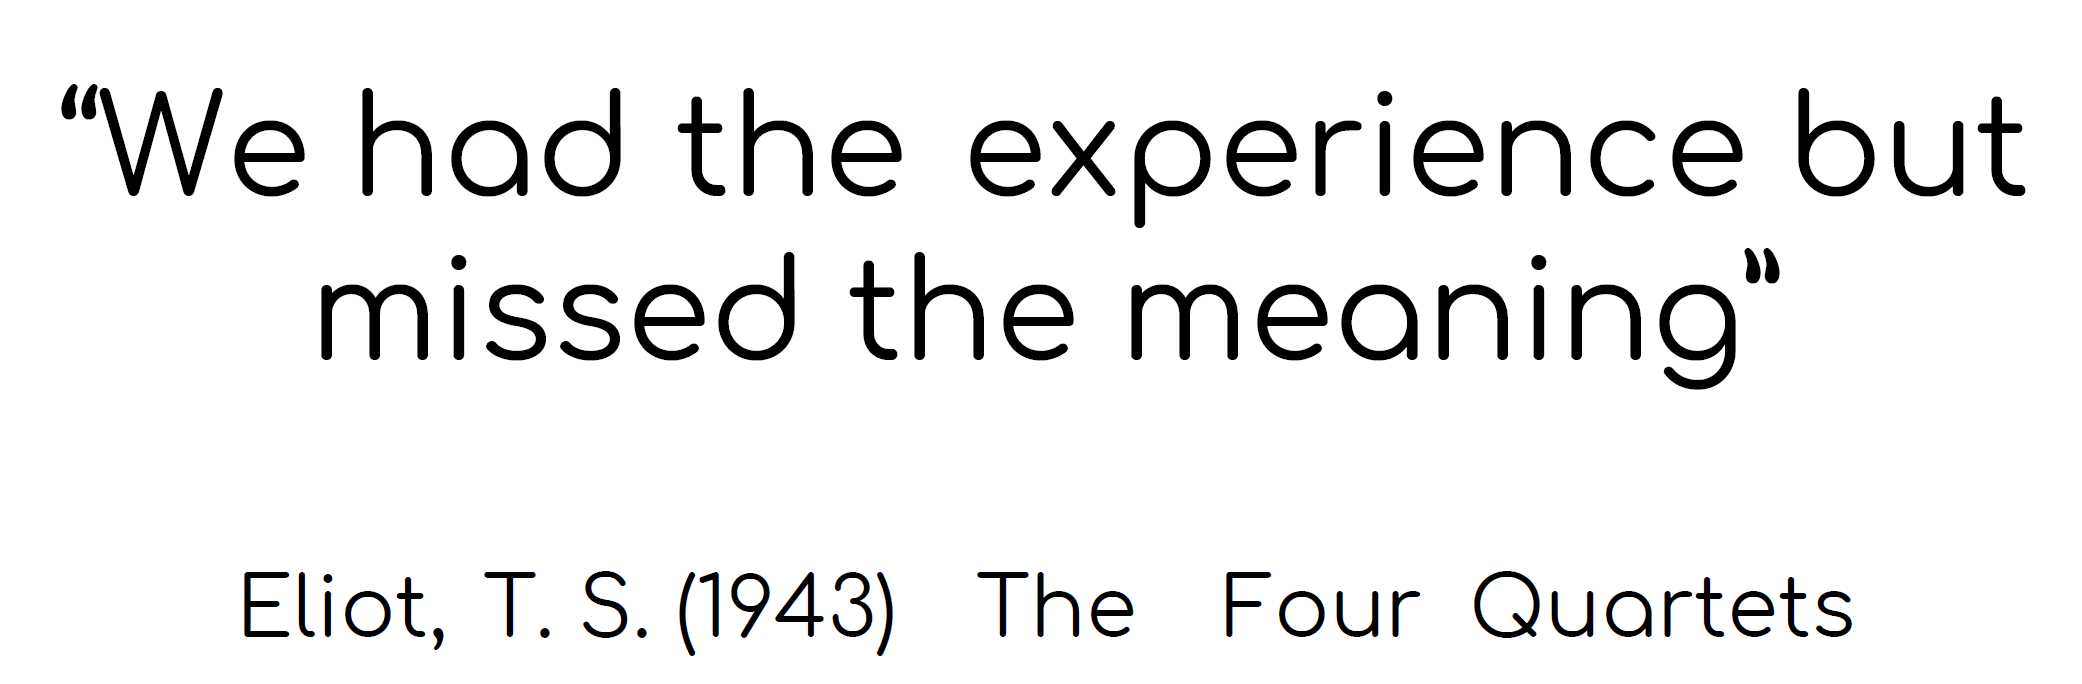 “We had the experience but
missed the meaning”
Eliot, T. S. (1943) The Four Quartets